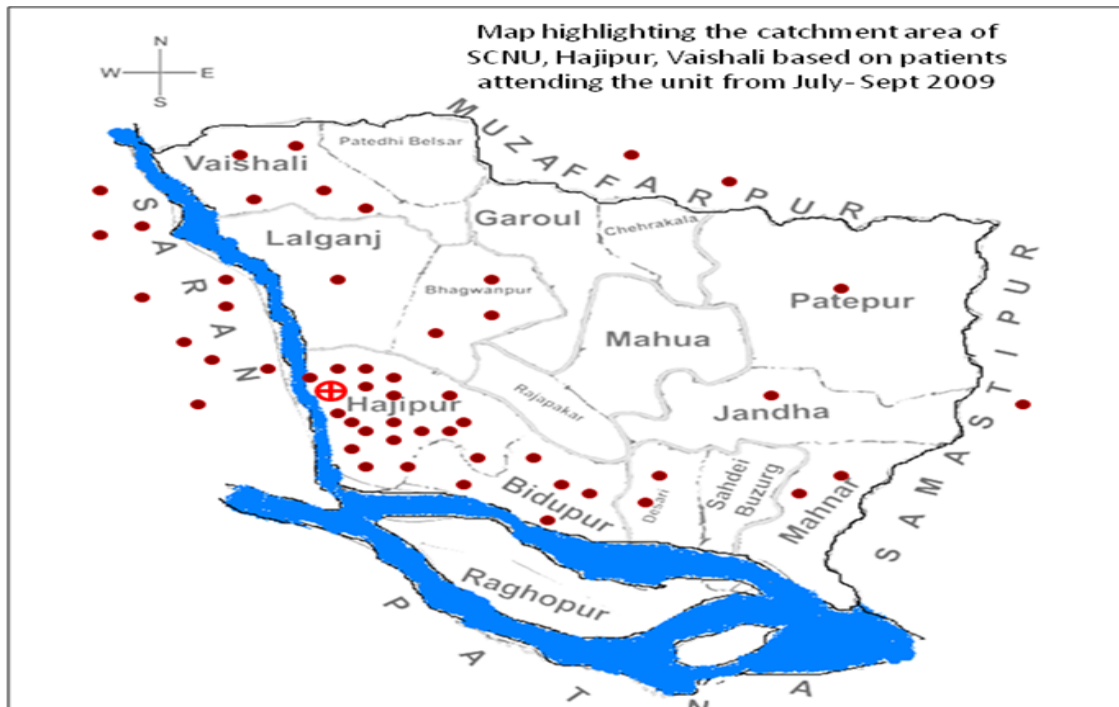 Map highlighting the catchment area of
SCNU, Hajipur, Vaishali based on patients
attending the unit from July- Sept 2009
N
W E
S
MUZAFFARPUR
Patedhi Belsar
Vaishali
Garoul
Chehrakala
Lalganj
SARAN
Bhagwanpur
Patepur
Mahua
SAMASTIPUR
Rajapakar
Hajipur
Jandha
Bidupur
Desari
Sahdei
Buzurg
Mahnar
Raghopur
PATNA